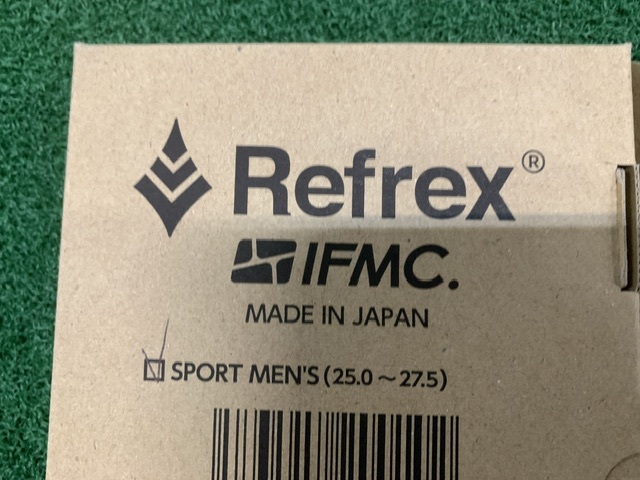 Refrex®
IFMC.
MADE IN JAPAN
☑ SPORT MEN'S (25.0～27.5)